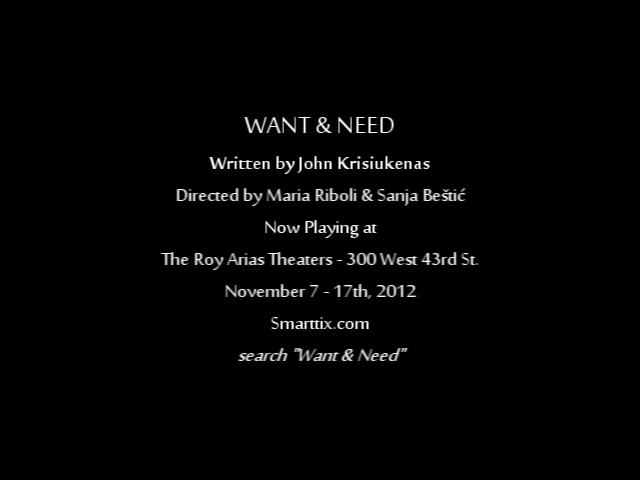 WANT & NEED
Written by John Krisiukenas
Directed by Maria Riboli & Sanja Beštić
Now Playing at
The Roy Arias Theaters - 300 West 43rd St.
November 7 - 17th, 2012
Smarttix.com
search "Want & Need"